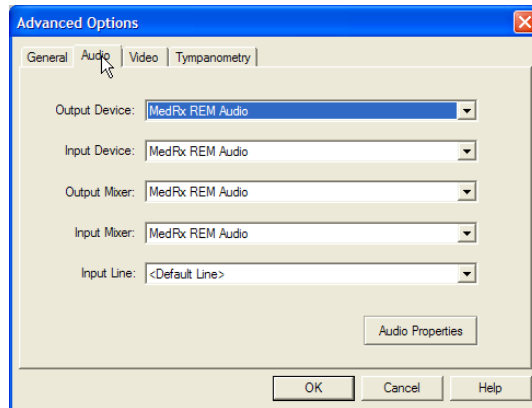 Advanced Options
General Audio Video Tympanometry
Output Device: MedRx REM Audio
Input Device: MedRx REM Audio
Output Mixer: MedRx REM Audio
Input Mixer: MedRx REM Audio
Input Line: <Default Line>
Audio Properties
OK Cancel Help